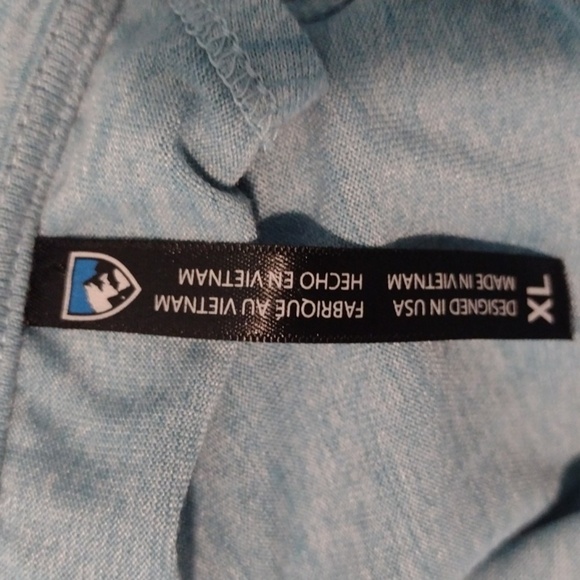 XL
DESIGNED IN USA
MADE IN VIETNAM
FABRIQUÉ AU VIETNAM
HECHO EN VIETNAM